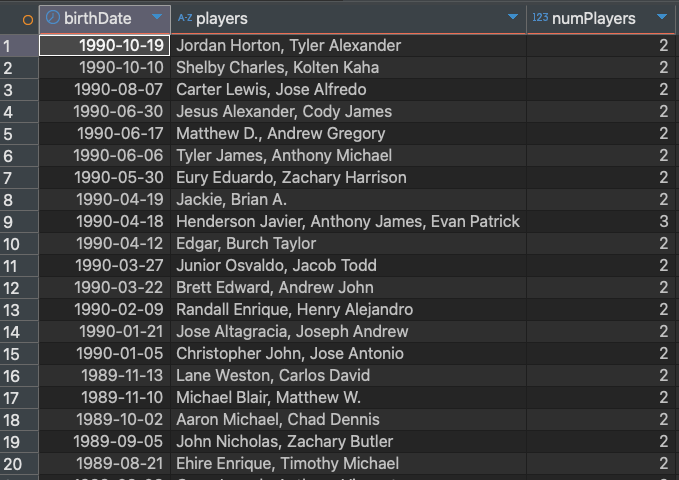 birthDate A-Z players 123 numPlayers
1 1990-10-19 Jordan Horton, Tyler Alexander 2
2 1990-10-10 Shelby Charles, Kolten Kaha 2
3 1990-08-07 Carter Lewis, Jose Alfredo 2
4 1990-06-30 Jesus Alexander, Cody James 2
5 1990-06-17 Matthew D., Andrew Gregory 2
6 1990-06-06 Tyler James, Anthony Michael 2
7 1990-05-30 Eury Eduardo, Zachary Harrison 2
8 1990-04-19 Jackie, Brian A. 2
9 1990-04-18 Henderson Javier, Anthony James, Evan Patrick 3
10 1990-04-12 Edgar, Burch Taylor 2
11 1990-03-27 Junior Osvaldo, Jacob Todd 2
12 1990-03-22 Brett Edward, Andrew John 2
13 1990-02-09 Randall Enrique, Henry Alejandro 2
14 1990-01-21 Jose Altagracia, Joseph Andrew 2
15 1990-01-05 Christopher John, Jose Antonio 2
16 1989-11-13 Lane Weston, Carlos David 2
17 1989-11-10 Michael Blair, Matthew W. 2
18 1989-10-02 Aaron Michael, Chad Dennis 2
19 1989-09-05 John Nicholas, Zachary Butler 2
20 1989-08-21 Ehire Enrique, Timothy Michael 2